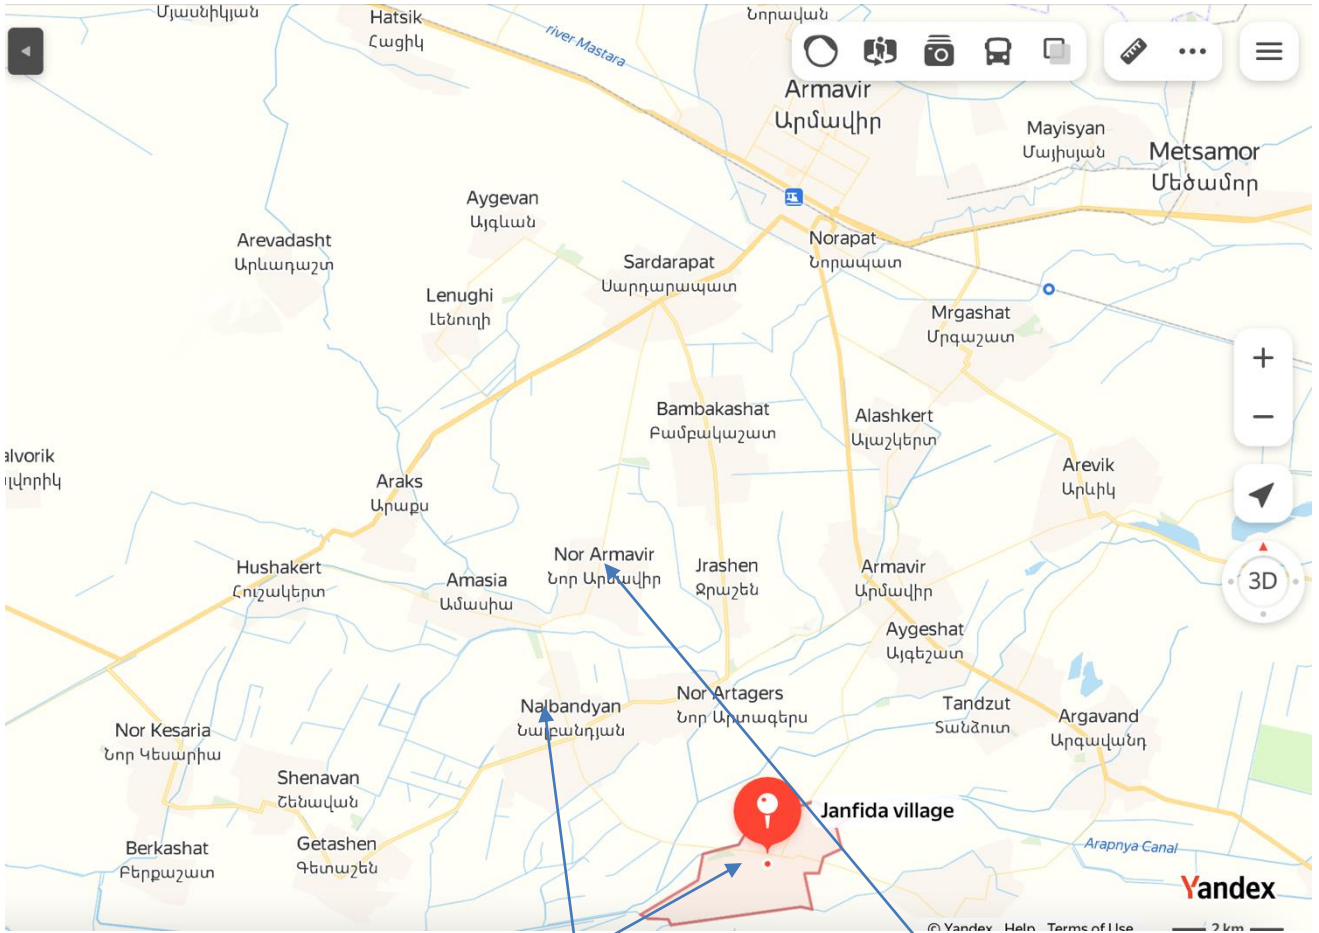 Մյասնիկյան
Hatsik
Հացիկ
river Mastara
Նորավան
Armavir
Արմավիր
Mayisyan
Մայիսյան
Metsamor
Մեծամոր
Aygevan
Այգևան
Arevadasht
Արևադաշտ
Sardarapat
Սարդարապատ
Norapat
Նորապատ
Lenughi
Լենուղի
Mrgashat
Մրգաշատ
Bambakashat
Բամբակաշատ
Alashkert
Ալաշկերտ
alvorik
լվորիկ
Araks
Արաքս
Arevik
Արևիկ
Hushakert
Հուշակերտ
Amasia
Ամասիա
Nor Armavir
Նոր Արմավիր
Jrashen
Ջրաշեն
Armavir
Արմավիր
3D
Aygeshat
Այգեշատ
Nor Kesaria
Նոր Կեսարիա
Nalbandyan
Նալբանդյան
Nor Artagers
Նոր Արտագերս
Tandzut
Տանձուտ
Argavand
Արգավանդ
Shenavan
Շենավան
Janfida village
Berkashat
Բերքաշատ
Getashen
Գետաշեն
Arapnya Canal
Yandex
© Yandex Help Terms of Use 2 km